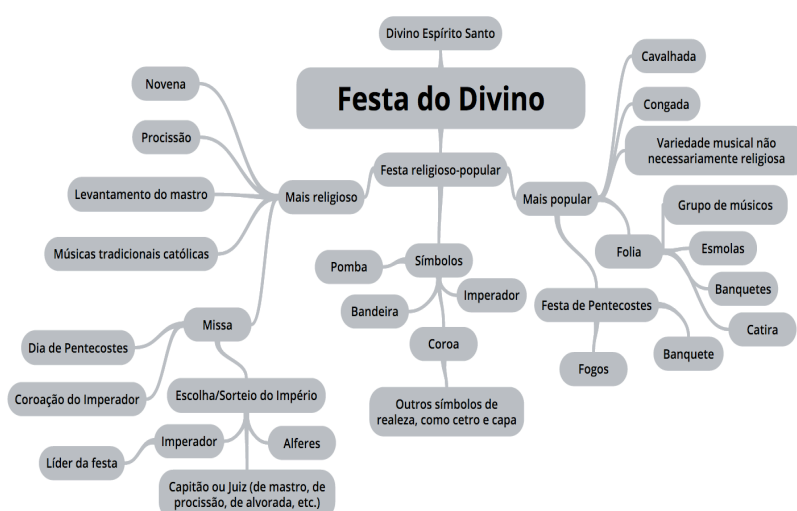 Divino Espírito Santo
Festa do Divino
Festa religioso-popular
Mais religioso
Novena
Procissão
Levantamento do mastro
Músicas tradicionais católicas
Missa
Dia de Pentecostes
Coroação do Imperador
Escolha/Sorteio do Império
Imperador
Líder da festa
Alferes
Capitão ou Juiz (de mastro, de
procissão, de alvorada, etc.)
Símbolos
Pomba
Bandeira
Imperador
Coroa
Outros símbolos de
realeza, como cetro e capa
Mais popular
Cavalhada
Congada
Variedade musical não
necessariamente religiosa
Folia
Grupo de músicos
Esmolas
Banquetes
Catira
Festa de Pentecostes
Fogos
Banquete